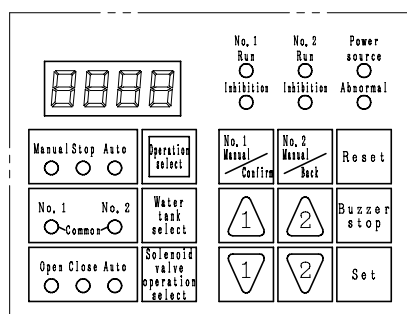 No. 1 No. 2 Power
Run Run source
Inhibition Inhibition Abnormal
8888
Manual Stop Auto
Operation
select
No. 1
Manual
Confirm
No. 2
Manual
Back
Reset
No. 1 No. 2
Common
Water
tank
select
1
2
Buzzer
stop
Open Close Auto
Solenoid
valve
operation
select
1
2
Set